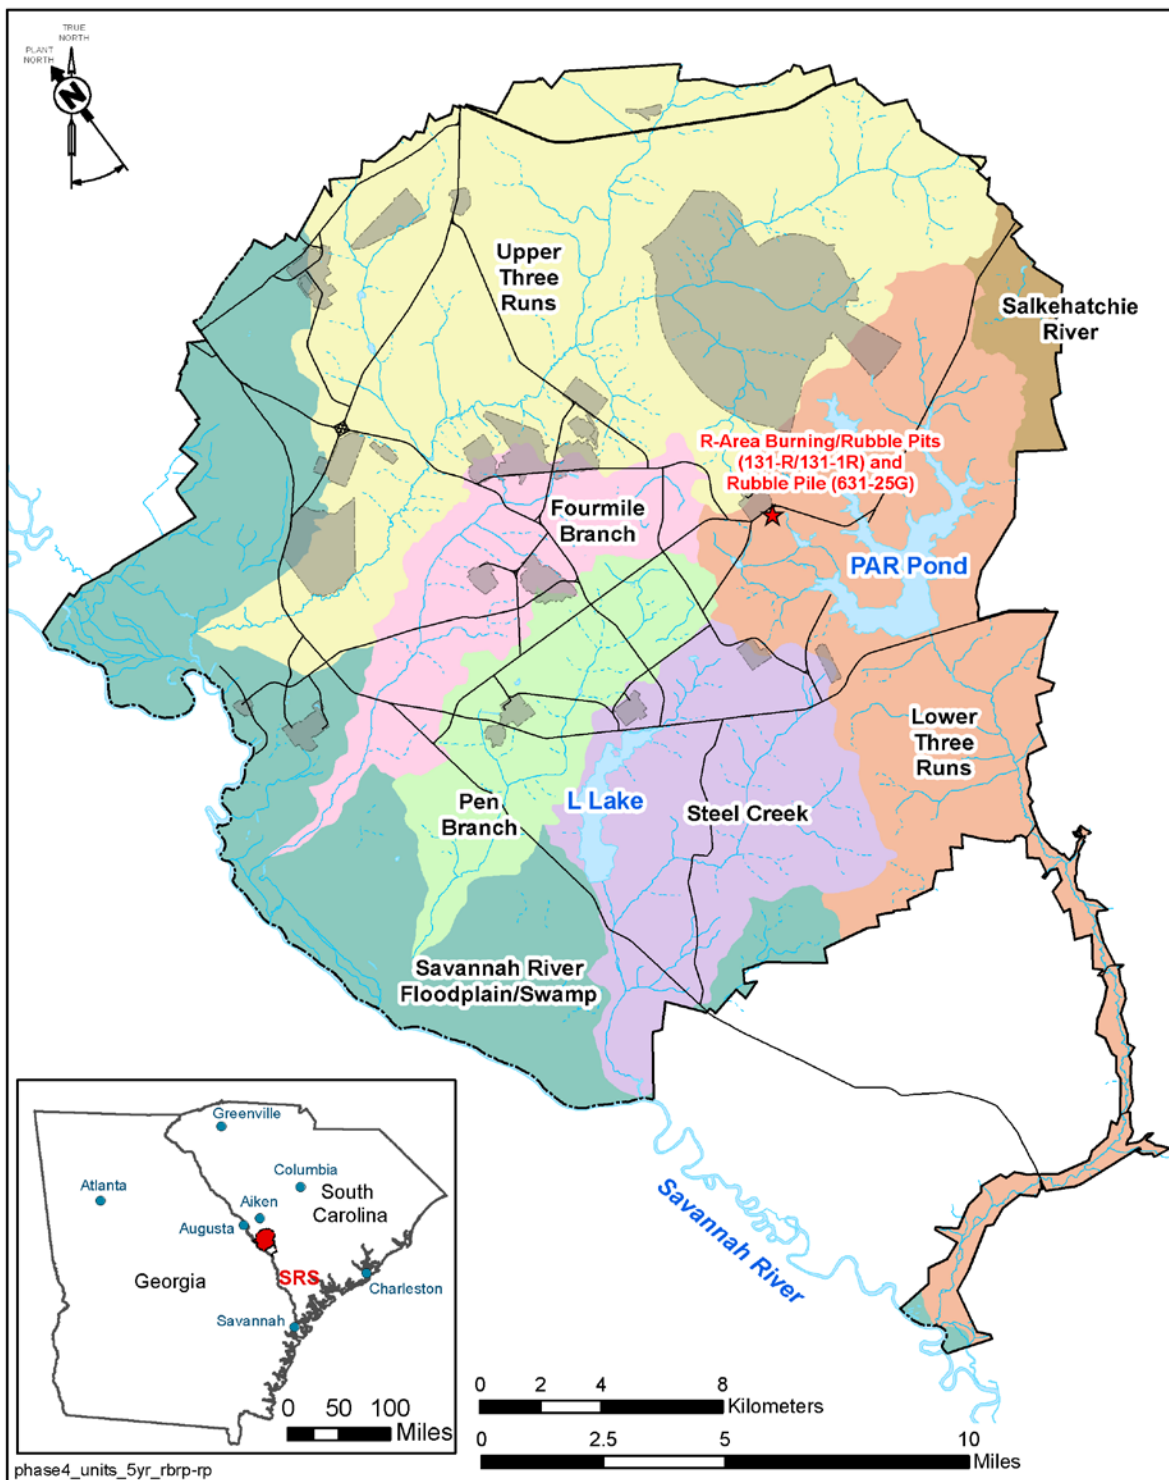 TRUE
NORTH
PLANT
NORTH
N
Upper
Three
Runs
Salkehatchie
River
R-Area Burning/Rubble Pits
(131-R/131-1R) and
Rubble Pile (631-25G)
Fourmile
Branch
PAR Pond
Lower
Three
Runs
Pen
Branch
L Lake
Steel Creek
Savannah River
Floodplain/Swamp
Savannah River
Greenville
Columbia
Atlanta
Aiken
South
Carolina
Augusta
Georgia
SRS
Charleston
Savannah
0 50 100
Miles
0 2 4 8
Kilometers
0 2.5 5 10
Miles
phase4_units_5yr_rbrp-rp